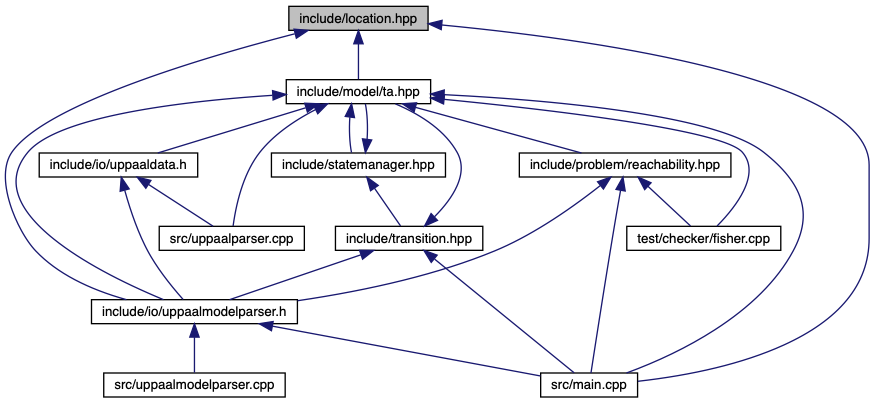 include/location.hpp
include/model/ta.hpp
include/io/uppaaldata.h
include/statemanager.hpp
include/problem/reachability.hpp
src/uppaalparser.cpp
include/transition.hpp
test/checker/fisher.cpp
include/io/uppaalmodelparser.h
src/uppaalmodelparser.cpp
src/main.cpp